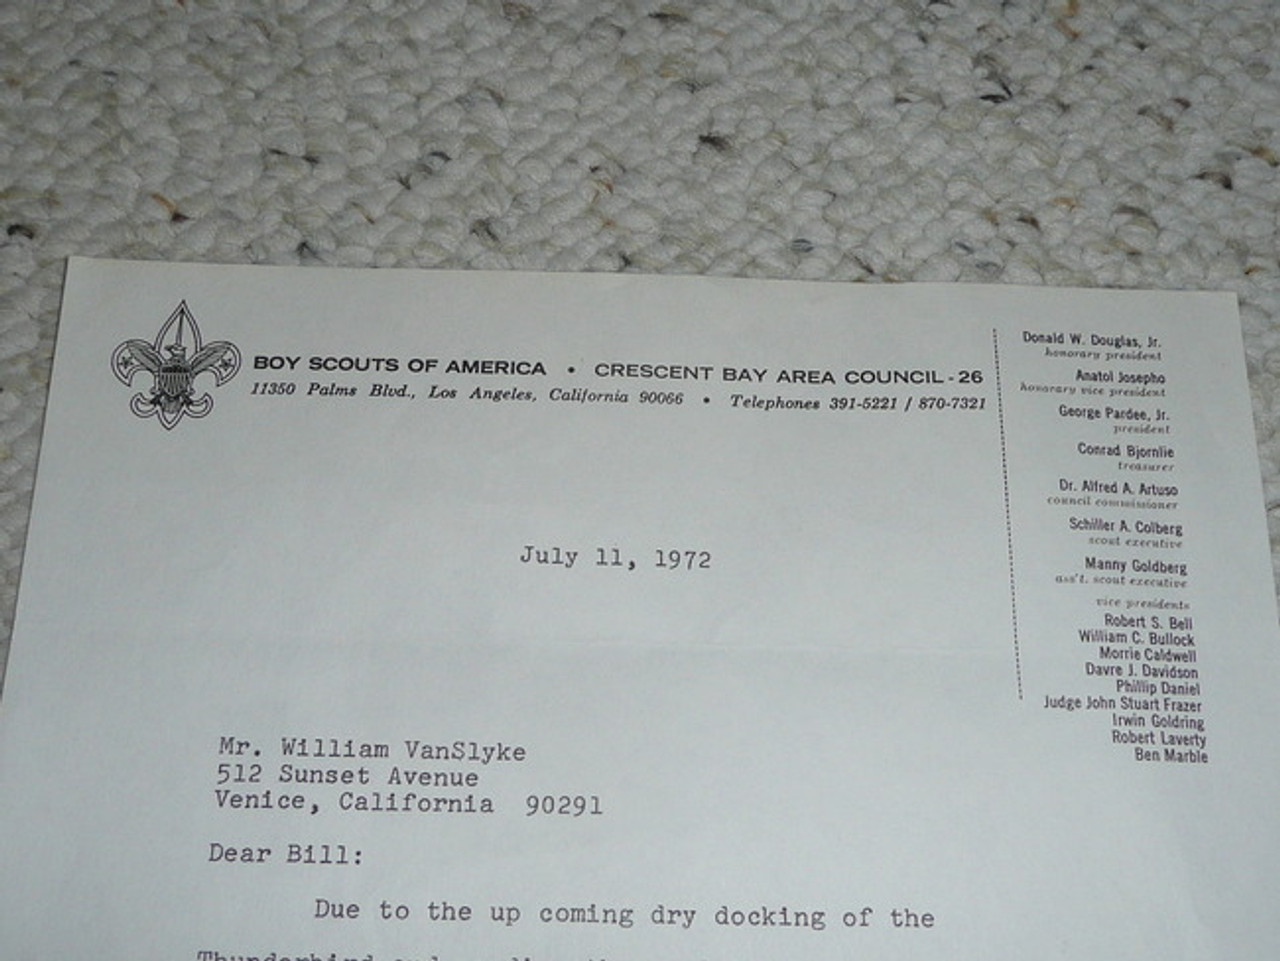 BOY SCOUTS OF AMERICA • CRESCENT BAY AREA COUNCIL - 26
11350 Palms Blvd., Los Angeles, California 90066 • Telephones 391-5221 / 870-7321
Donald W. Douglas, Jr.
honorary president
Anatol Josepho
honorary vice president
George Pardee, Jr.
president
Conrad Bjornlie
treasurer
Dr. Alfred A. Artuso
council commissioner
Schiller A. Colberg
scout executive
Manny Goldberg
ass't. scout executive
vice presidents
Robert S. Bell
William C. Bullock
Morrie Caldwell
Davre J. Davidson
Phillip Daniel
Judge John Stuart Frazer
Irwin Goldring
Robert Laverty
Ben Marble
July 11, 1972
Mr. William VanSlyke
512 Sunset Avenue
Venice, California 90291
Dear Bill:
Due to the up coming dry docking of the
Thunderbird